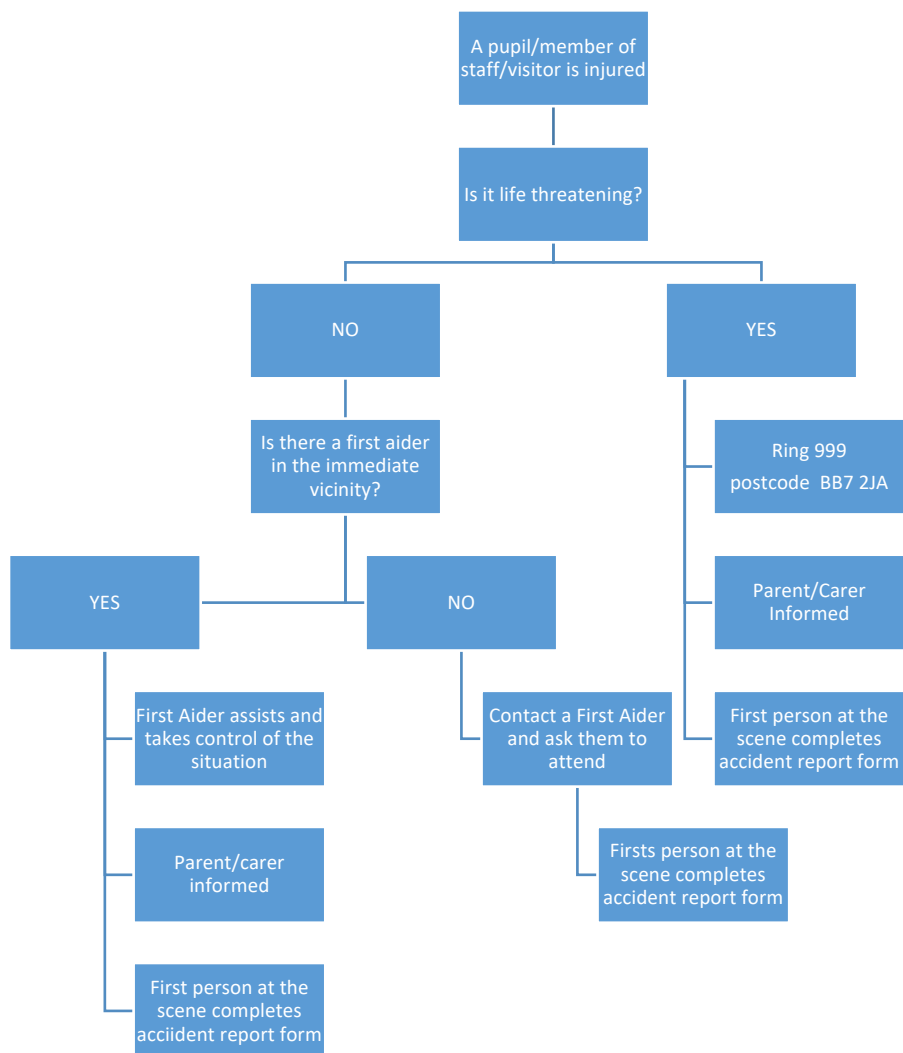 A pupil/member of
staff/visitor is injured
Is it life threatening?
NO
YES
Is there a first aider
in the immediate
vicinity?
Ring 999
postcode BB7 2JA
YES
NO
Parent/Carer
Informed
First Aider assists and
takes control of the
situation
Contact a First Aider
and ask them to
attend
First person at the
scene completes
accident report form
Parent/carer
informed
Firsts person at the
scene completes
accident report form
First person at the
scene completes
acciident report form